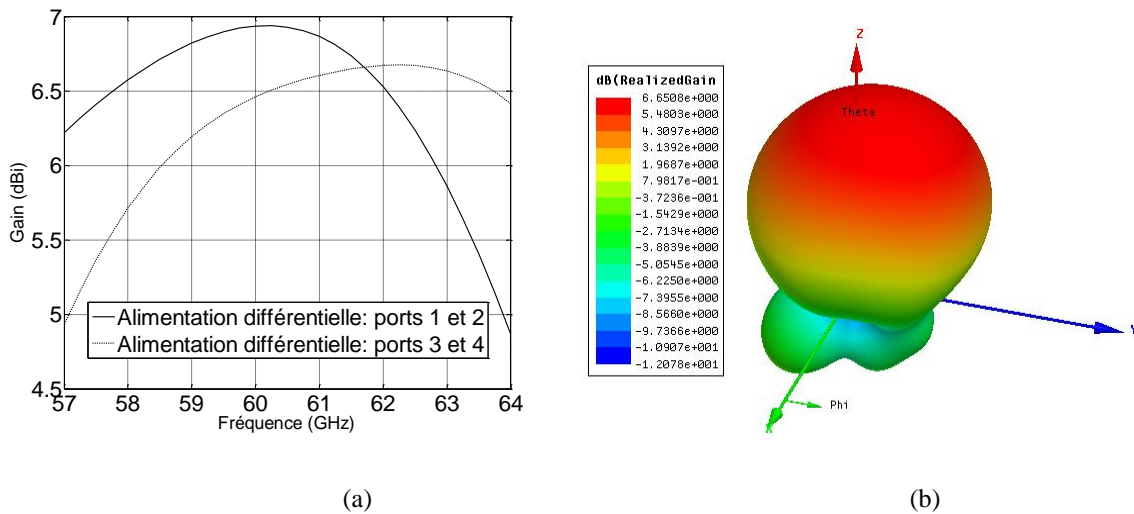 7
6.5
6
5.5
5
4.5
Gain (dBi)
Alimentation différentielle: ports 1 et 2
Alimentation différentielle: ports 3 et 4
57 58 59 60 61 62 63 64
Fréquence (GHz)
(a)
dB(RealizedGain
6.6508e+000
5.4803e+000
4.3097e+000
3.1392e+000
1.9687e+000
7.9817e-001
-3.7236e-001
-1.5429e+000
-2.7134e+000
-3.8839e+000
-5.0545e+000
-6.2250e+000
-7.3955e+000
-8.5660e+000
-9.7366e+000
-1.0907e+001
-1.2078e+001
Z
Theta
Y
Phi
X
(b)